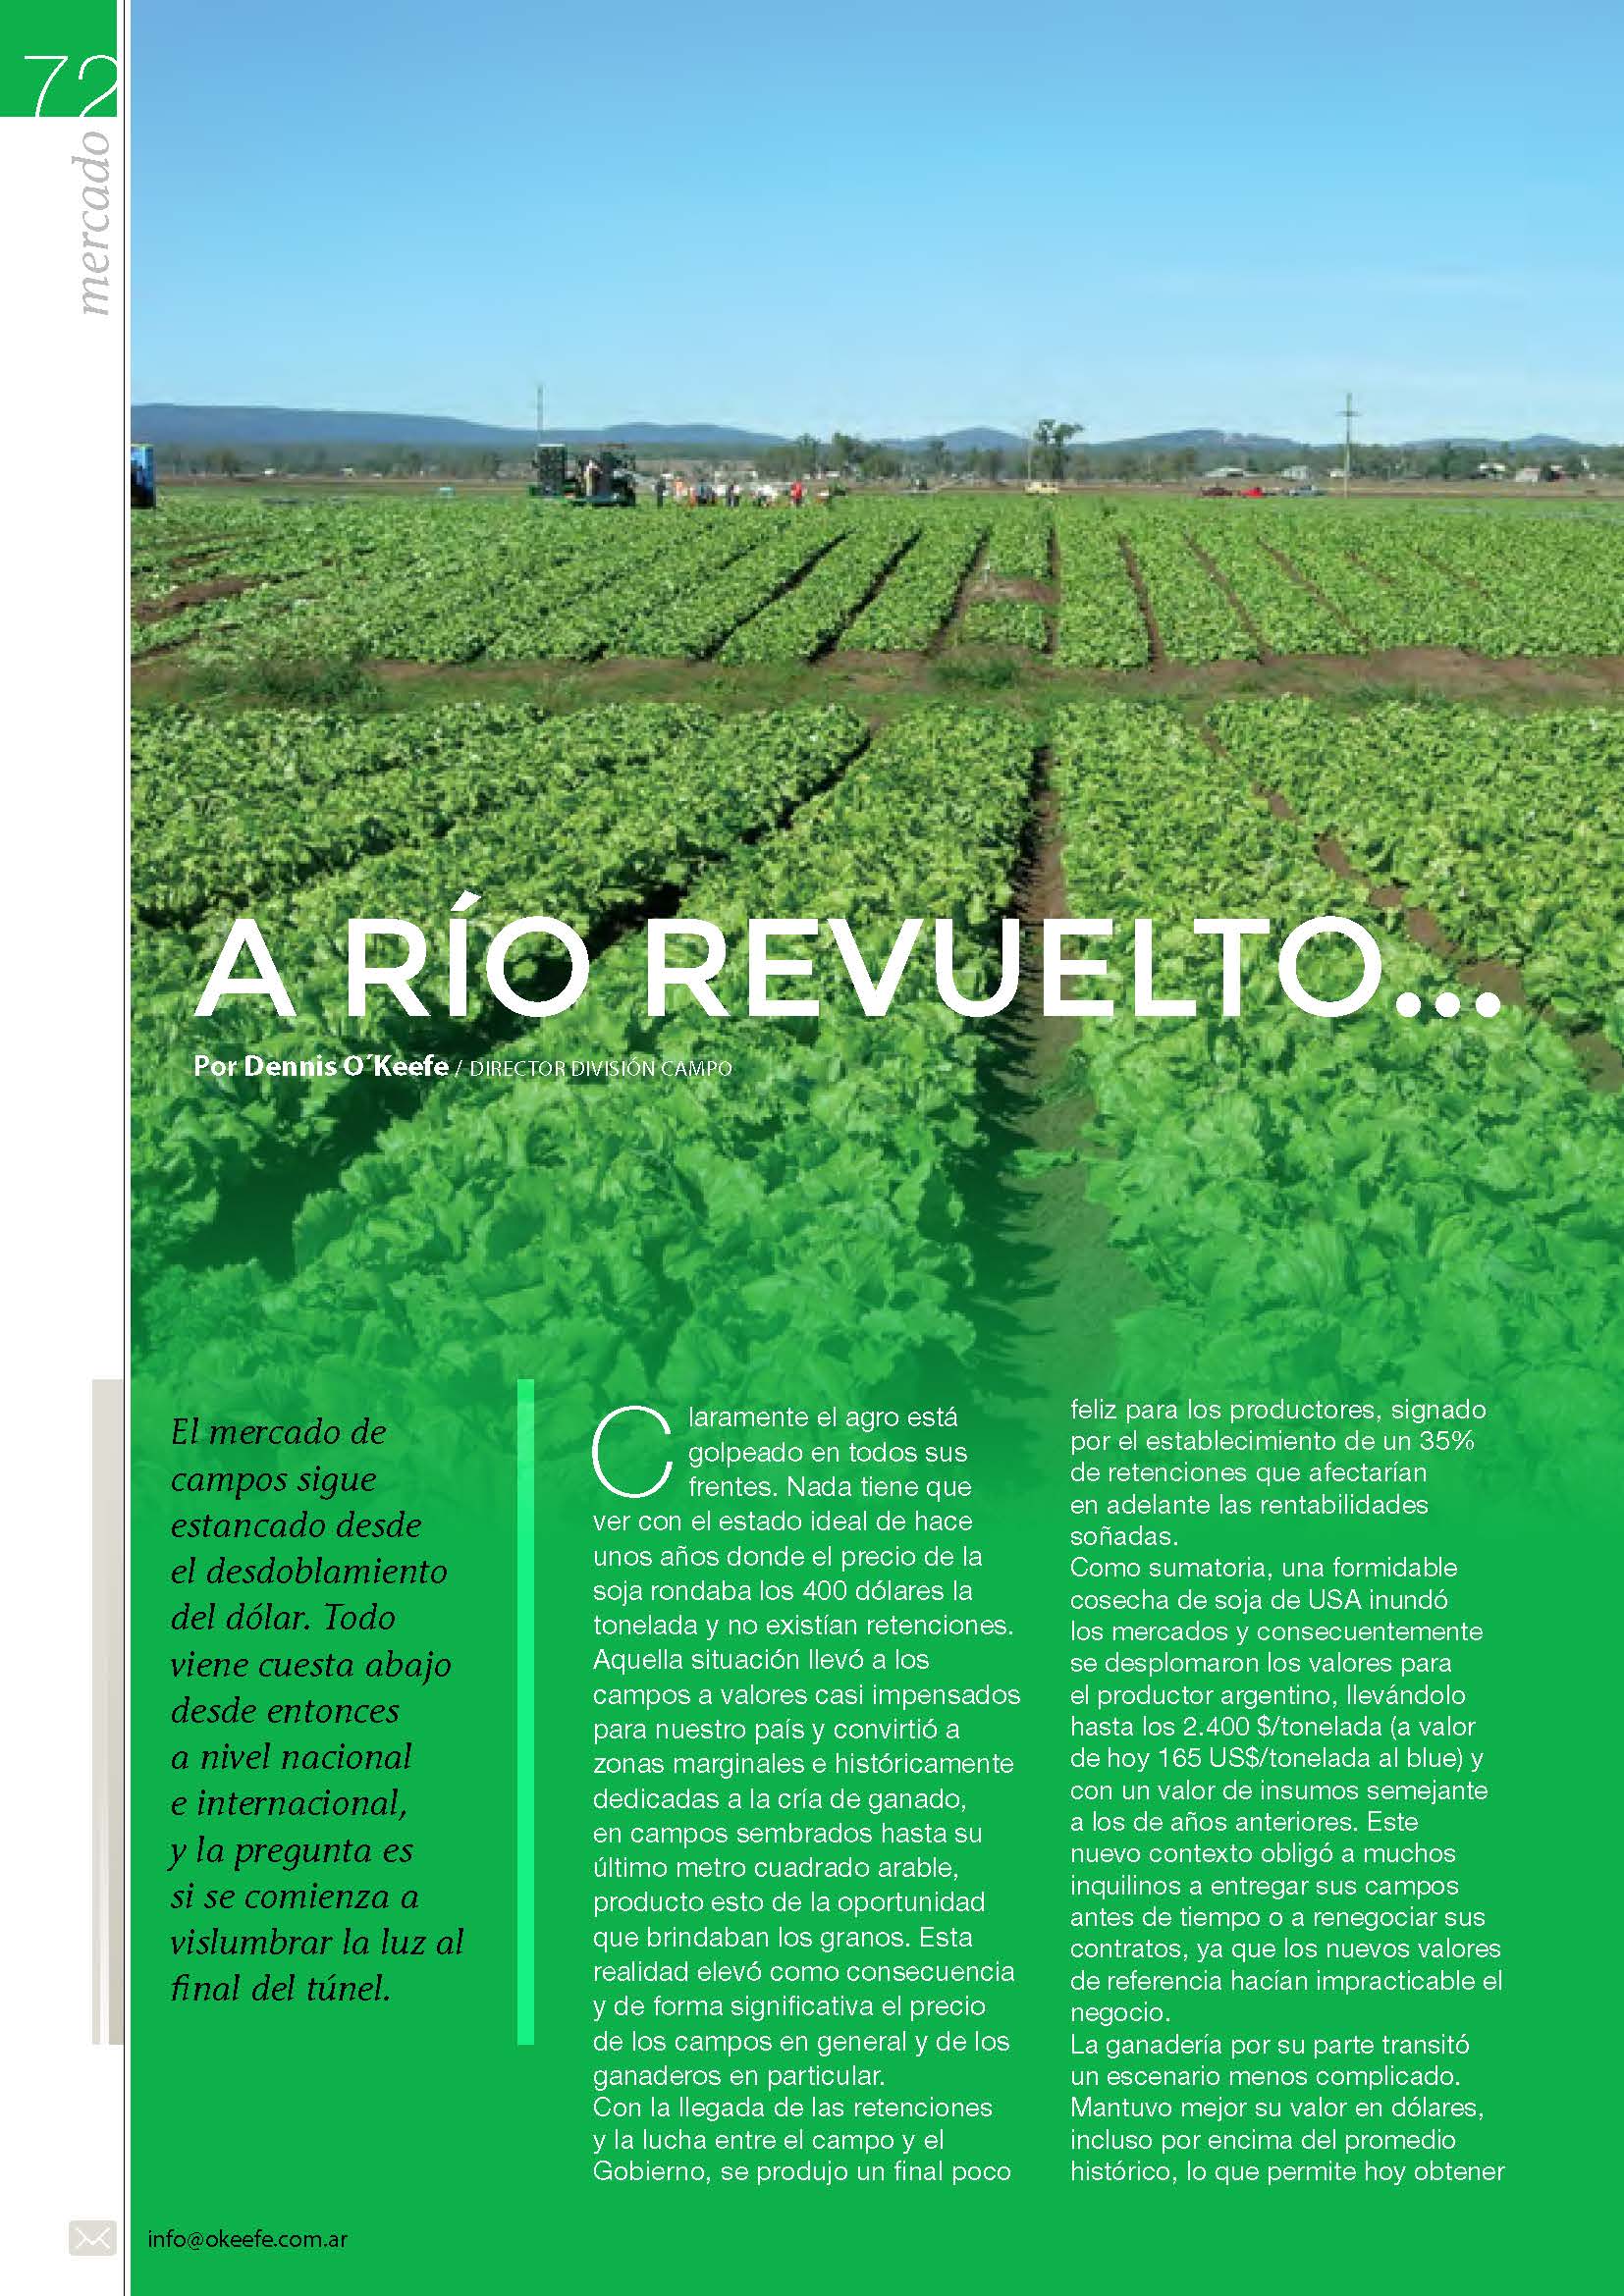 72
mercado
A RÍO REVUELTO...
Por Dennis O´Keefe / DIRECTOR DIVISIÓN CAMPO
El mercado de
campos sigue
estancado desde
el desdoblamiento
del dólar. Todo
viene cuesta abajo
desde entonces
a nivel nacional
e internacional,
y la pregunta es
si se comienza a
vislumbrar la luz al
final del túnel.
Claramente el agro está
golpeado en todos sus
frentes. Nada tiene que
ver con el estado ideal de hace
unos años donde el precio de la
soja rondaba los 400 dólares la
tonelada y no existían retenciones.
Aquella situación llevó a los
campos a valores casi impensados
para nuestro país y convirtió a
zonas marginales e históricamente
dedicadas a la cría de ganado,
en campos sembrados hasta su
último metro cuadrado arable,
producto esto de la oportunidad
que brindaban los granos. Esta
realidad elevó como consecuencia
y de forma significativa el precio
de los campos en general y de los
ganaderos en particular.
Con la llegada de las retenciones
y la lucha entre el campo y el
Gobierno, se produjo un final poco
feliz para los productores, signado
por el establecimiento de un 35%
de retenciones que afectarían
en adelante las rentabilidades
soñadas.
Como sumatoria, una formidable
cosecha de soja de USA inundó
los mercados y consecuentemente
se desplomaron los valores para
el productor argentino, llevándolo
hasta los 2.400 $/tonelada (a valor
de hoy 165 US$/tonelada al blue) y
con un valor de insumos semejante
a los de años anteriores. Este
nuevo contexto obligó a muchos
inquilinos a entregar sus campos
antes de tiempo o a renegociar sus
contratos, ya que los nuevos valores
de referencia hacían impracticable el
negocio.
La ganadería por su parte transitó
un escenario menos complicado.
Mantuvo mejor su valor en dólares,
incluso por encima del promedio
histórico, lo que permite hoy obtener
info@okeefe.com.ar